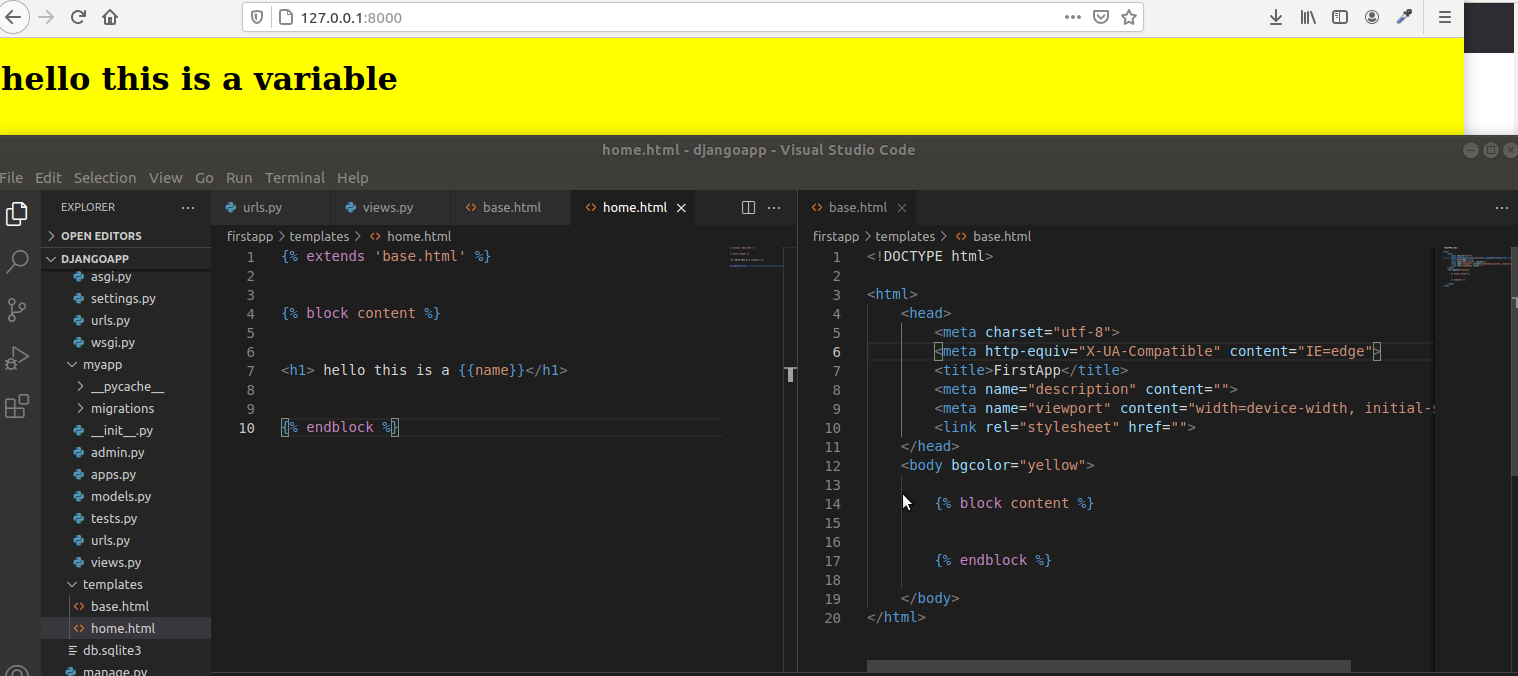 127.0.0.1:8000
hello this is a variable
home.html - djangoapp - Visual Studio Code
File Edit Selection View Go Run Terminal Help
EXPLORER
OPEN EDITORS
DJANGOAPP
asgi.py
settings.py
urls.py
wsgi.py
myapp
__pycache__
migrations
__init__.py
admin.py
apps.py
models.py
tests.py
urls.py
views.py
templates
base.html
home.html
db.sqlite3
manage.py
urls.py views.py base.html home.html
firstapp > templates > home.html
1 {% extends 'base.html' %}
2
3
4 {% block content %}
5
6
7 <h1> hello this is a {{name}}</h1>
8
9
10 {% endblock %}
base.html
firstapp > templates > base.html
1 <!DOCTYPE html>
2
3 <html>
4 <head>
5 <meta charset="utf-8">
6 <meta http-equiv="X-UA-Compatible" content="IE=edge">
7 <title>FirstApp</title>
8 <meta name="description" content="">
9 <meta name="viewport" content="width=device-width, initial-
10 <link rel="stylesheet" href="">
11 </head>
12 <body bgcolor="yellow">
13
14 {% block content %}
15
16
17 {% endblock %}
18
19 </body>
20 </html>